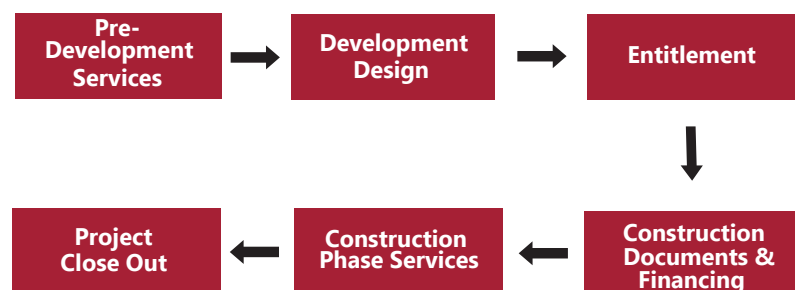 Pre-
Development
Services
Development
Design
Entitlement
Construction
Documents &
Financing
Construction
Phase Services
Project
Close Out